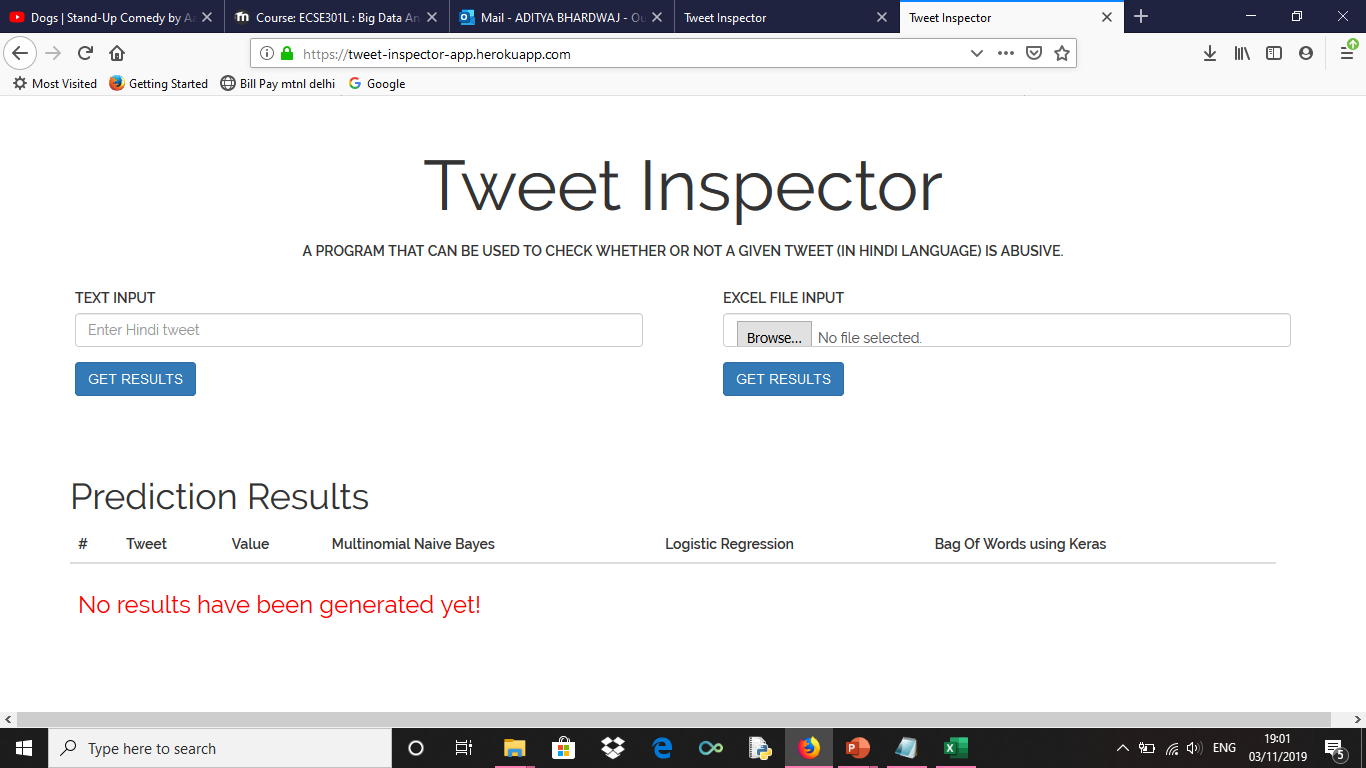 Dogs | Stand-Up Comedy by A
Course: ECSE301L : Big Data An
Mail - ADITYA BHARDWAJ - Ou
Tweet Inspector
Tweet Inspector
https://tweet-inspector-app.herokuapp.com
Most Visited
Getting Started
Bill Pay mtnl delhi
Google
Tweet Inspector
A PROGRAM THAT CAN BE USED TO CHECK WHETHER OR NOT A GIVEN TWEET (IN HINDI LANGUAGE) IS ABUSIVE.
TEXT INPUT
Enter Hindi tweet
GET RESULTS
EXCEL FILE INPUT
Browse... No file selected.
GET RESULTS
Prediction Results
# Tweet Value Multinomial Naive Bayes Logistic Regression Bag Of Words using Keras
No results have been generated yet!
Type here to search
ENG
19:01
03/11/2019
5